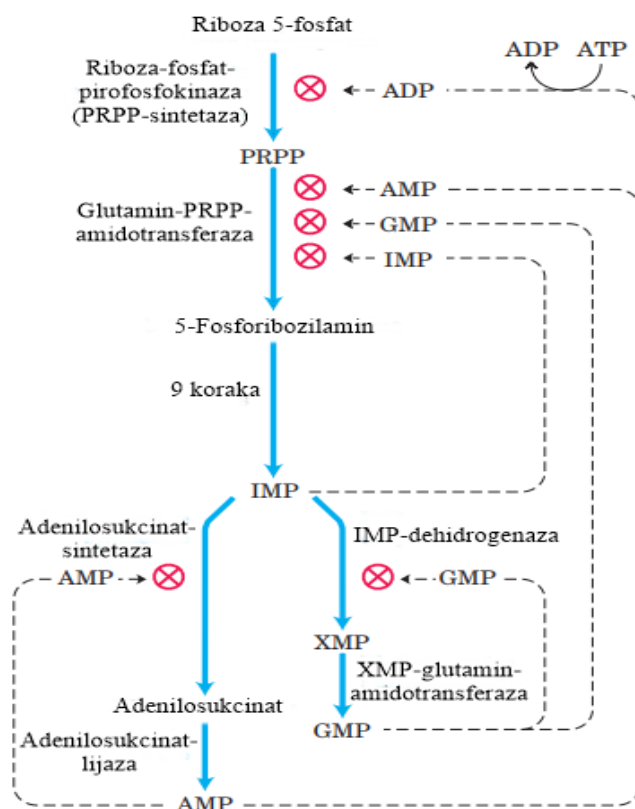 Riboza 5-fosfat
ADP ATP
Riboza-fosfat-
pirofosfokinaza
(PRPP-sintetaza)
ADP
PRPP
AMP
Glutamin-PRPP-
amidotransferaza
GMP
IMP
5-Fosforibozilamin
9 koraka
IMP
Adenilosukcinat-
sintetaza
IMP-dehidrogenaza
AMP
GMP
XMP
XMP-glutamin-
amidotransferaza
Adenilosukcinat
GMP
Adenilosukcinat-
lijaza
AMP